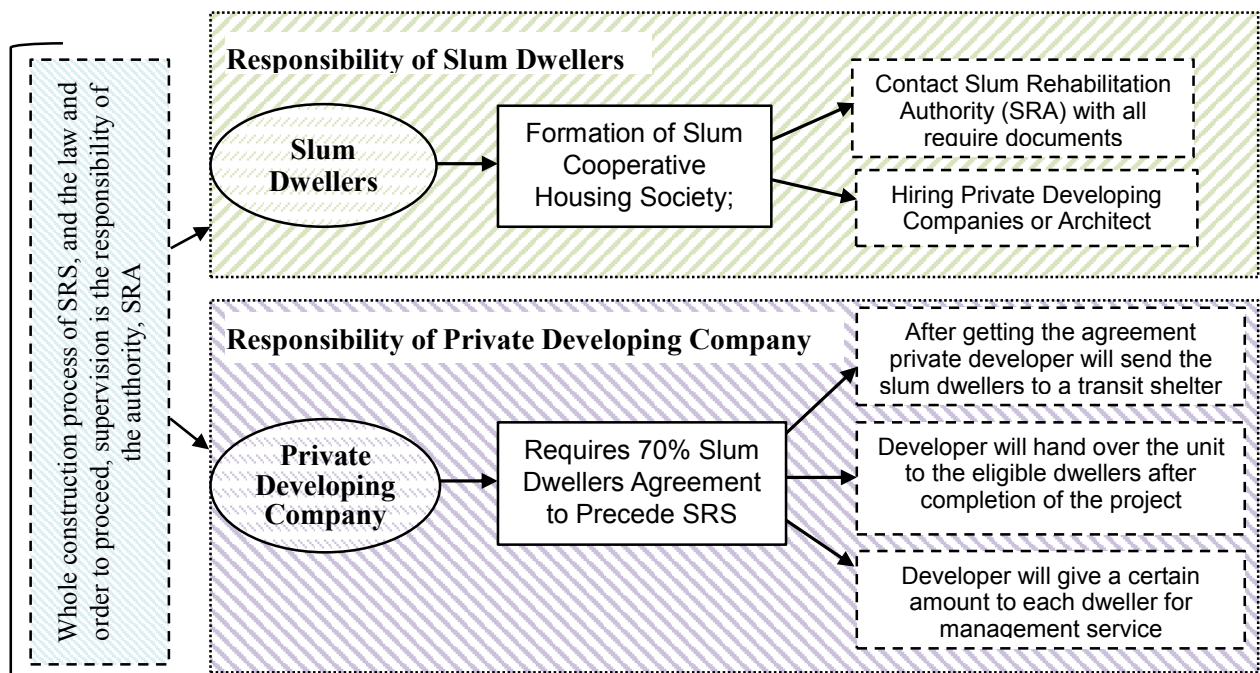 Whole construction process of SRS, and the law and
order to proceed, supervision is the responsibility of
the authority, SRA
Responsibility of Slum Dwellers
Slum
Dwellers
Formation of Slum
Cooperative
Housing Society;
Contact Slum Rehabilitation
Authority (SRA) with all
require documents
Hiring Private Developing
Companies or Architect
Responsibility of Private Developing Company
Private
Developing
Company
Requires 70% Slum
Dwellers Agreement
to Precede SRS
After getting the agreement
private developer will send the
slum dwellers to a transit shelter
Developer will hand over the unit
to the eligible dwellers after
completion of the project
Developer will give a certain
amount to each dweller for
management service